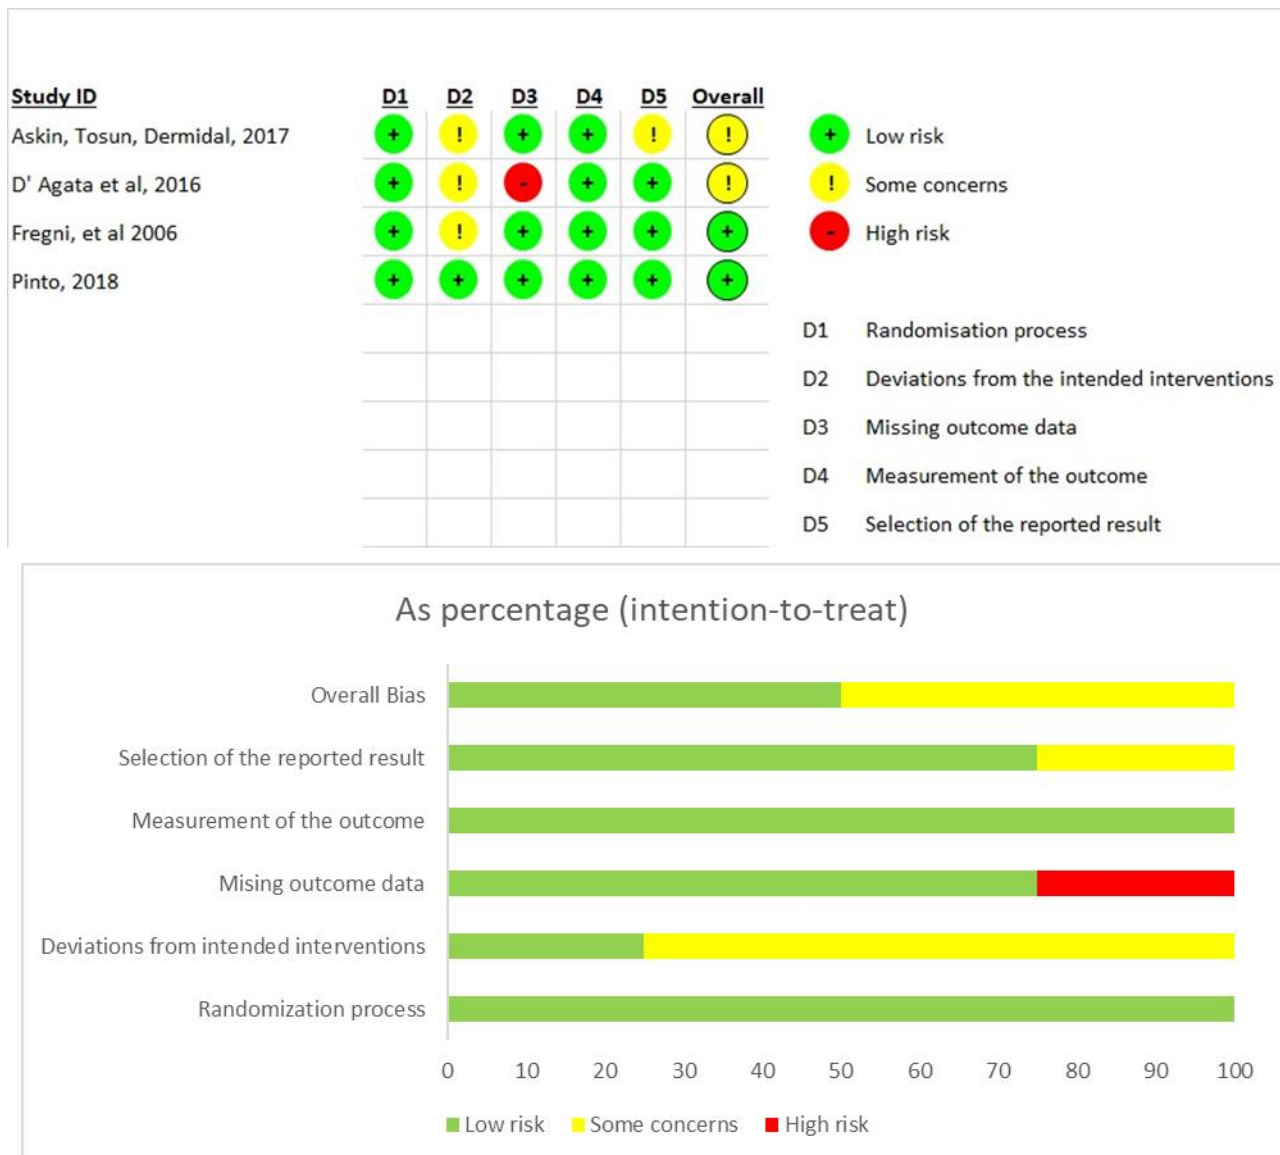 Study ID D1 D2 D3 D4 D5 Overall
Askin, Tosun, Dermidal, 2017 + ! + + ! ! + Low risk
D' Agata et al, 2016 + ! - + + ! ! Some concerns
Fregni, et al 2006 + ! + + + + - High risk
Pinto, 2018 + + + + + +
D1 Randomisation process
D2 Deviations from the intended interventions
D3 Missing outcome data
D4 Measurement of the outcome
D5 Selection of the reported result
As percentage (intention-to-treat)
Overall Bias
Selection of the reported result
Measurement of the outcome
Mising outcome data
Deviations from intended interventions
Randomization process
0 10 20 30 40 50 60 70 80 90 100
Low risk Some concerns High risk